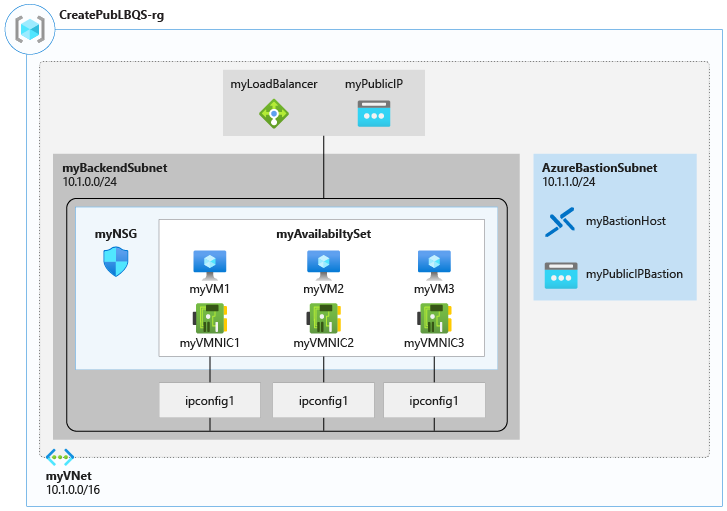 CreatePubLBQS-rg
myLoadBalancer
myPublicIP
myBackendSubnet
10.1.0.0/24
AzureBastionSubnet
10.1.1.0/24
myNSG
myAvailabiltySet
myBastionHost
myVM1
myVM2
myVM3
myPublicIPBastion
myVMNIC1
myVMNIC2
myVMNIC3
ipconfig1
ipconfig1
ipconfig1
myVNet
10.1.0.0/16